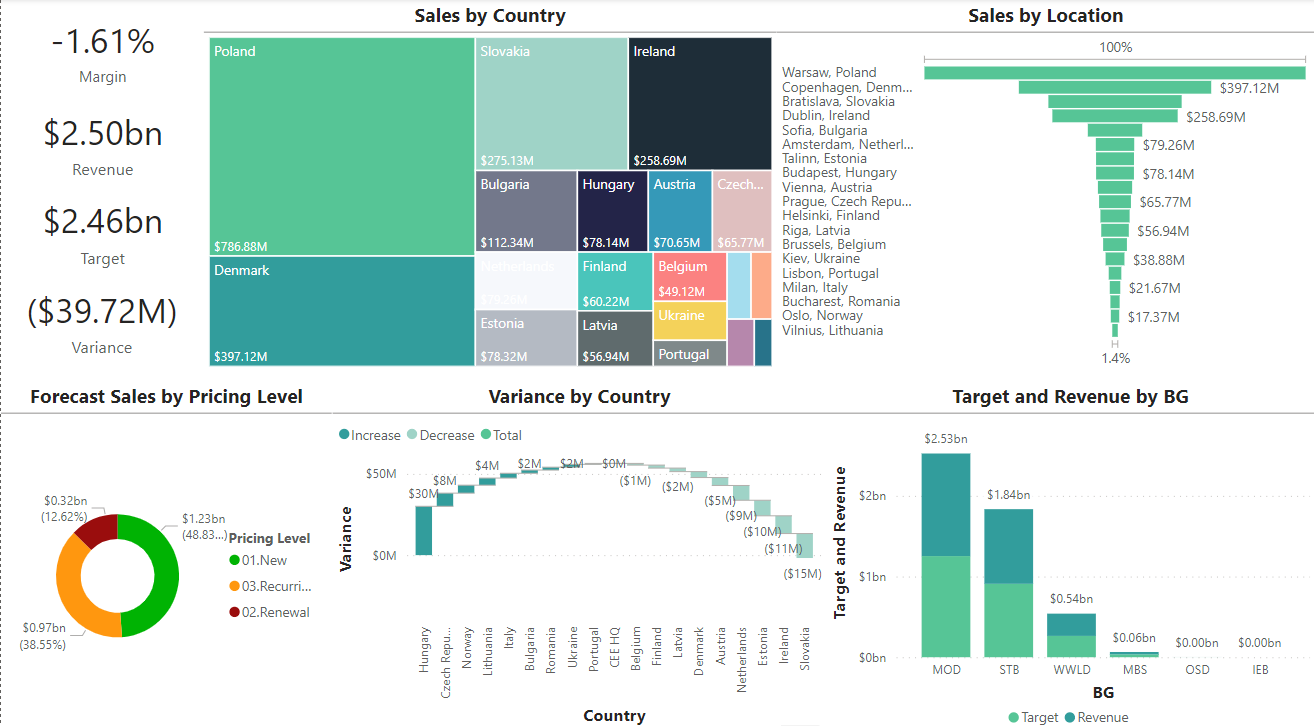 -1.61%
Margin
$2.50bn
Revenue
$2.46bn
Target
($39.72M)
Variance
Sales by Country
Poland
$786.88M
Denmark
$397.12M
Slovakia
$275.13M
Ireland
$258.69M
Bulgaria
$112.34M
Hungary
$78.14M
Austria
$70.65M
Czech...
$65.77M
Netherlands
$79.26M
Estonia
$78.32M
Finland
$60.22M
Latvia
$56.94M
Belgium
$49.12M
Ukraine
Portugal
Sales by Location
100%
Warsaw, Poland
Copenhagen, Denm... $397.12M
Bratislava, Slovakia
Dublin, Ireland $258.69M
Sofia, Bulgaria
Amsterdam, Netherl... $79.26M
Talinn, Estonia
Budapest, Hungary $78.14M
Vienna, Austria
Prague, Czech Repu... $65.77M
Helsinki, Finland
Riga, Latvia $56.94M
Brussels, Belgium
Kiev, Ukraine $38.88M
Lisbon, Portugal
Milan, Italy $21.67M
Bucharest, Romania
Oslo, Norway $17.37M
Vilnius, Lithuania
1.4%
Forecast Sales by Pricing Level
$0.32bn
(12.62%)
$1.23bn
(48.83...)
$0.97bn
(38.55%)
Pricing Level
01.New
03.Recurri...
02.Renewal
Variance by Country
Increase Decrease Total
Variance
$50M
$0M
$30M
$8M
$4M
$2M
$2M
$0M
($1M)
($2M)
($5M)
($9M)
($10M)
($11M)
($15M)
Hungary
Czech Repu...
Norway
Lithuania
Italy
Bulgaria
Romania
Ukraine
Portugal
CEE HQ
Belgium
Finland
Latvia
Denmark
Austria
Netherlands
Estonia
Ireland
Slovakia
Country
Target and Revenue by BG
Target and Revenue
$2bn
$1bn
$0bn
$2.53bn
$1.84bn
$0.54bn
$0.06bn
$0.00bn
$0.00bn
MOD
STB
WWLD
MBS
OSD
IEB
BG
Target Revenue